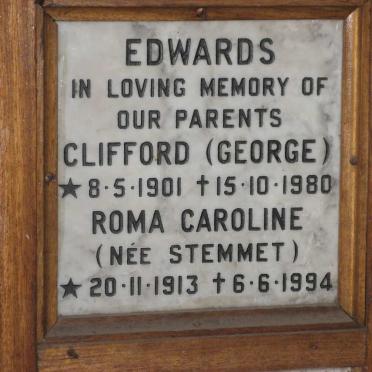 EDWARDS
IN LOVING MEMORY OF
OUR PARENTS
CLIFFORD (GEORGE)
★ 8·5·1901 ✝ 15·10·1980
ROMA CAROLINE
(NÉE STEMMET)
★ 20·11·1913 ✝ 6·6·1994